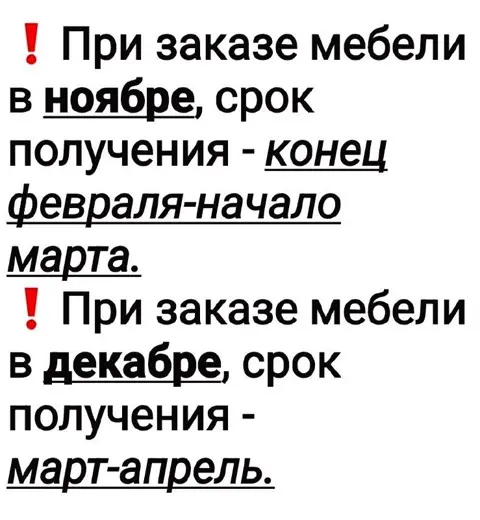 ❗ При заказе мебели
в ноябре, срок
получения - конец
февраля-начало
марта.
❗ При заказе мебели
в декабре, срок
получения -
март-апрель.